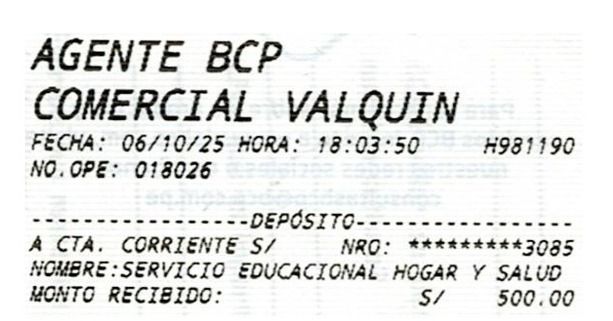 AGENTE BCP
COMERCIAL VALQUIN
FECHA: 06/10/25 HORA: 18:03:50 H981190
NO.OPE: 018026
-----------------DEPÓSITO-----------------
A CTA. CORRIENTE S/ NRO: *********3085
NOMBRE:SERVICIO EDUCACIONAL HOGAR Y SALUD
MONTO RECIBIDO: S/ 500.00